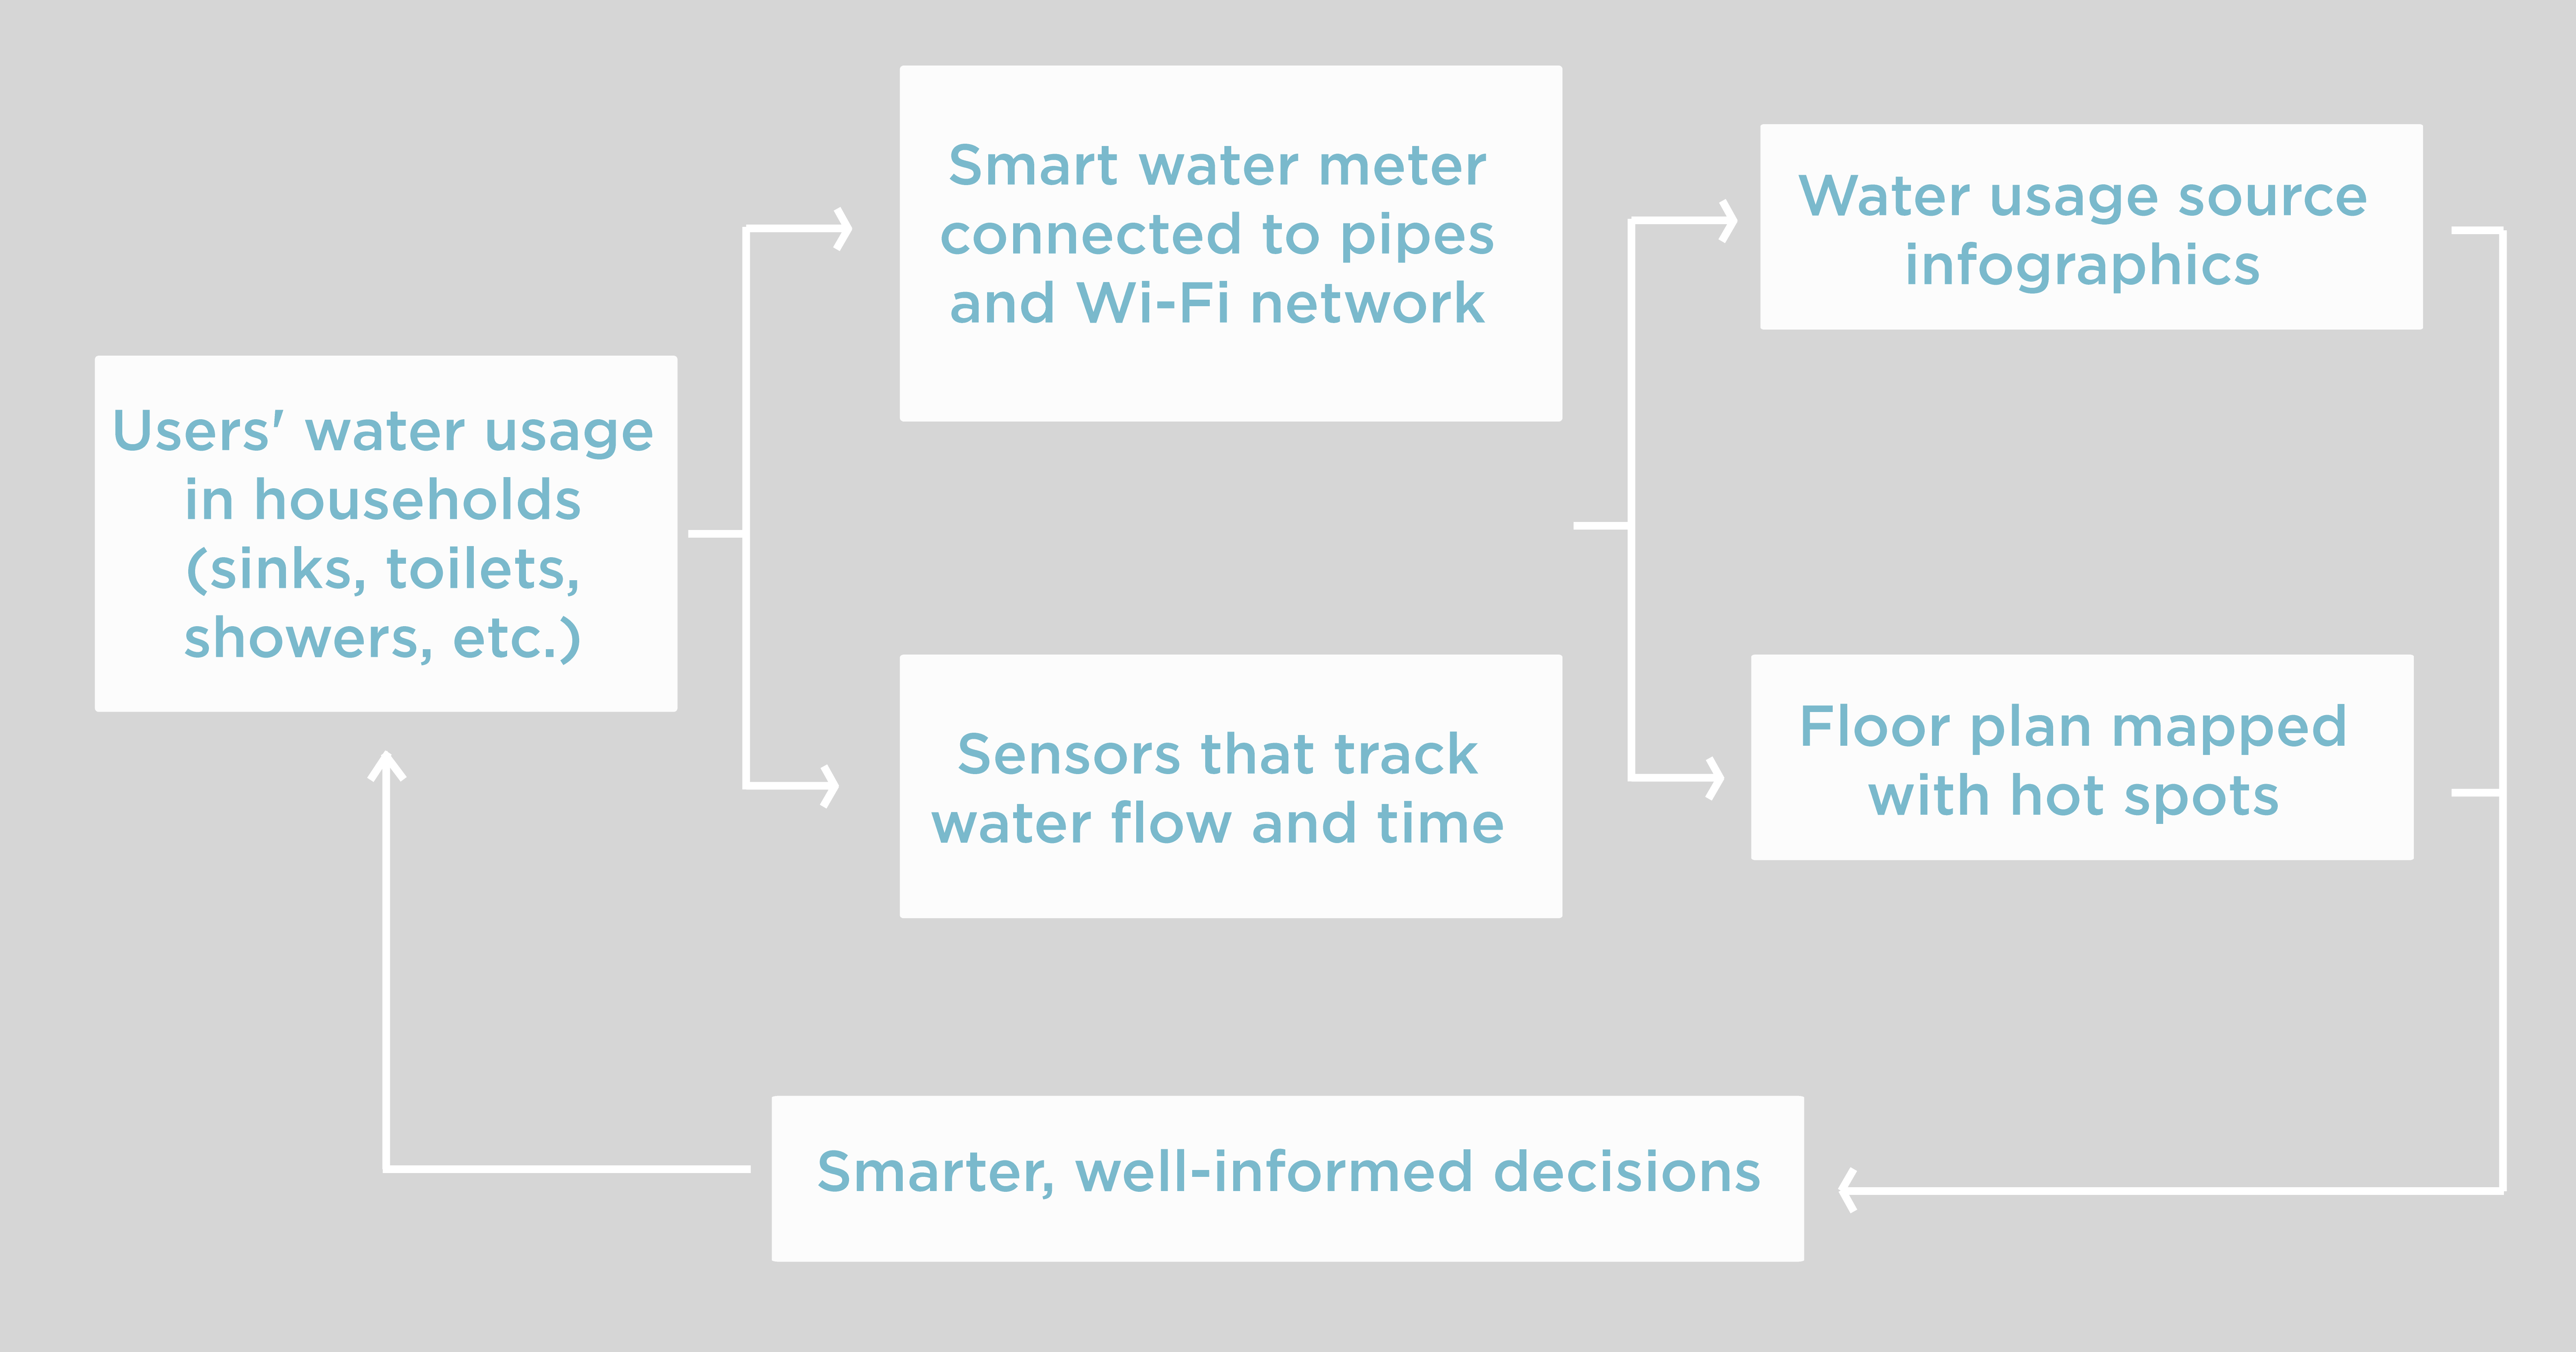 Users' water usage
in households
(sinks, toilets,
showers, etc.)
Smart water meter
connected to pipes
and Wi-Fi network
Sensors that track
water flow and time
Water usage source
infographics
Floor plan mapped
with hot spots
Smarter, well-informed decisions